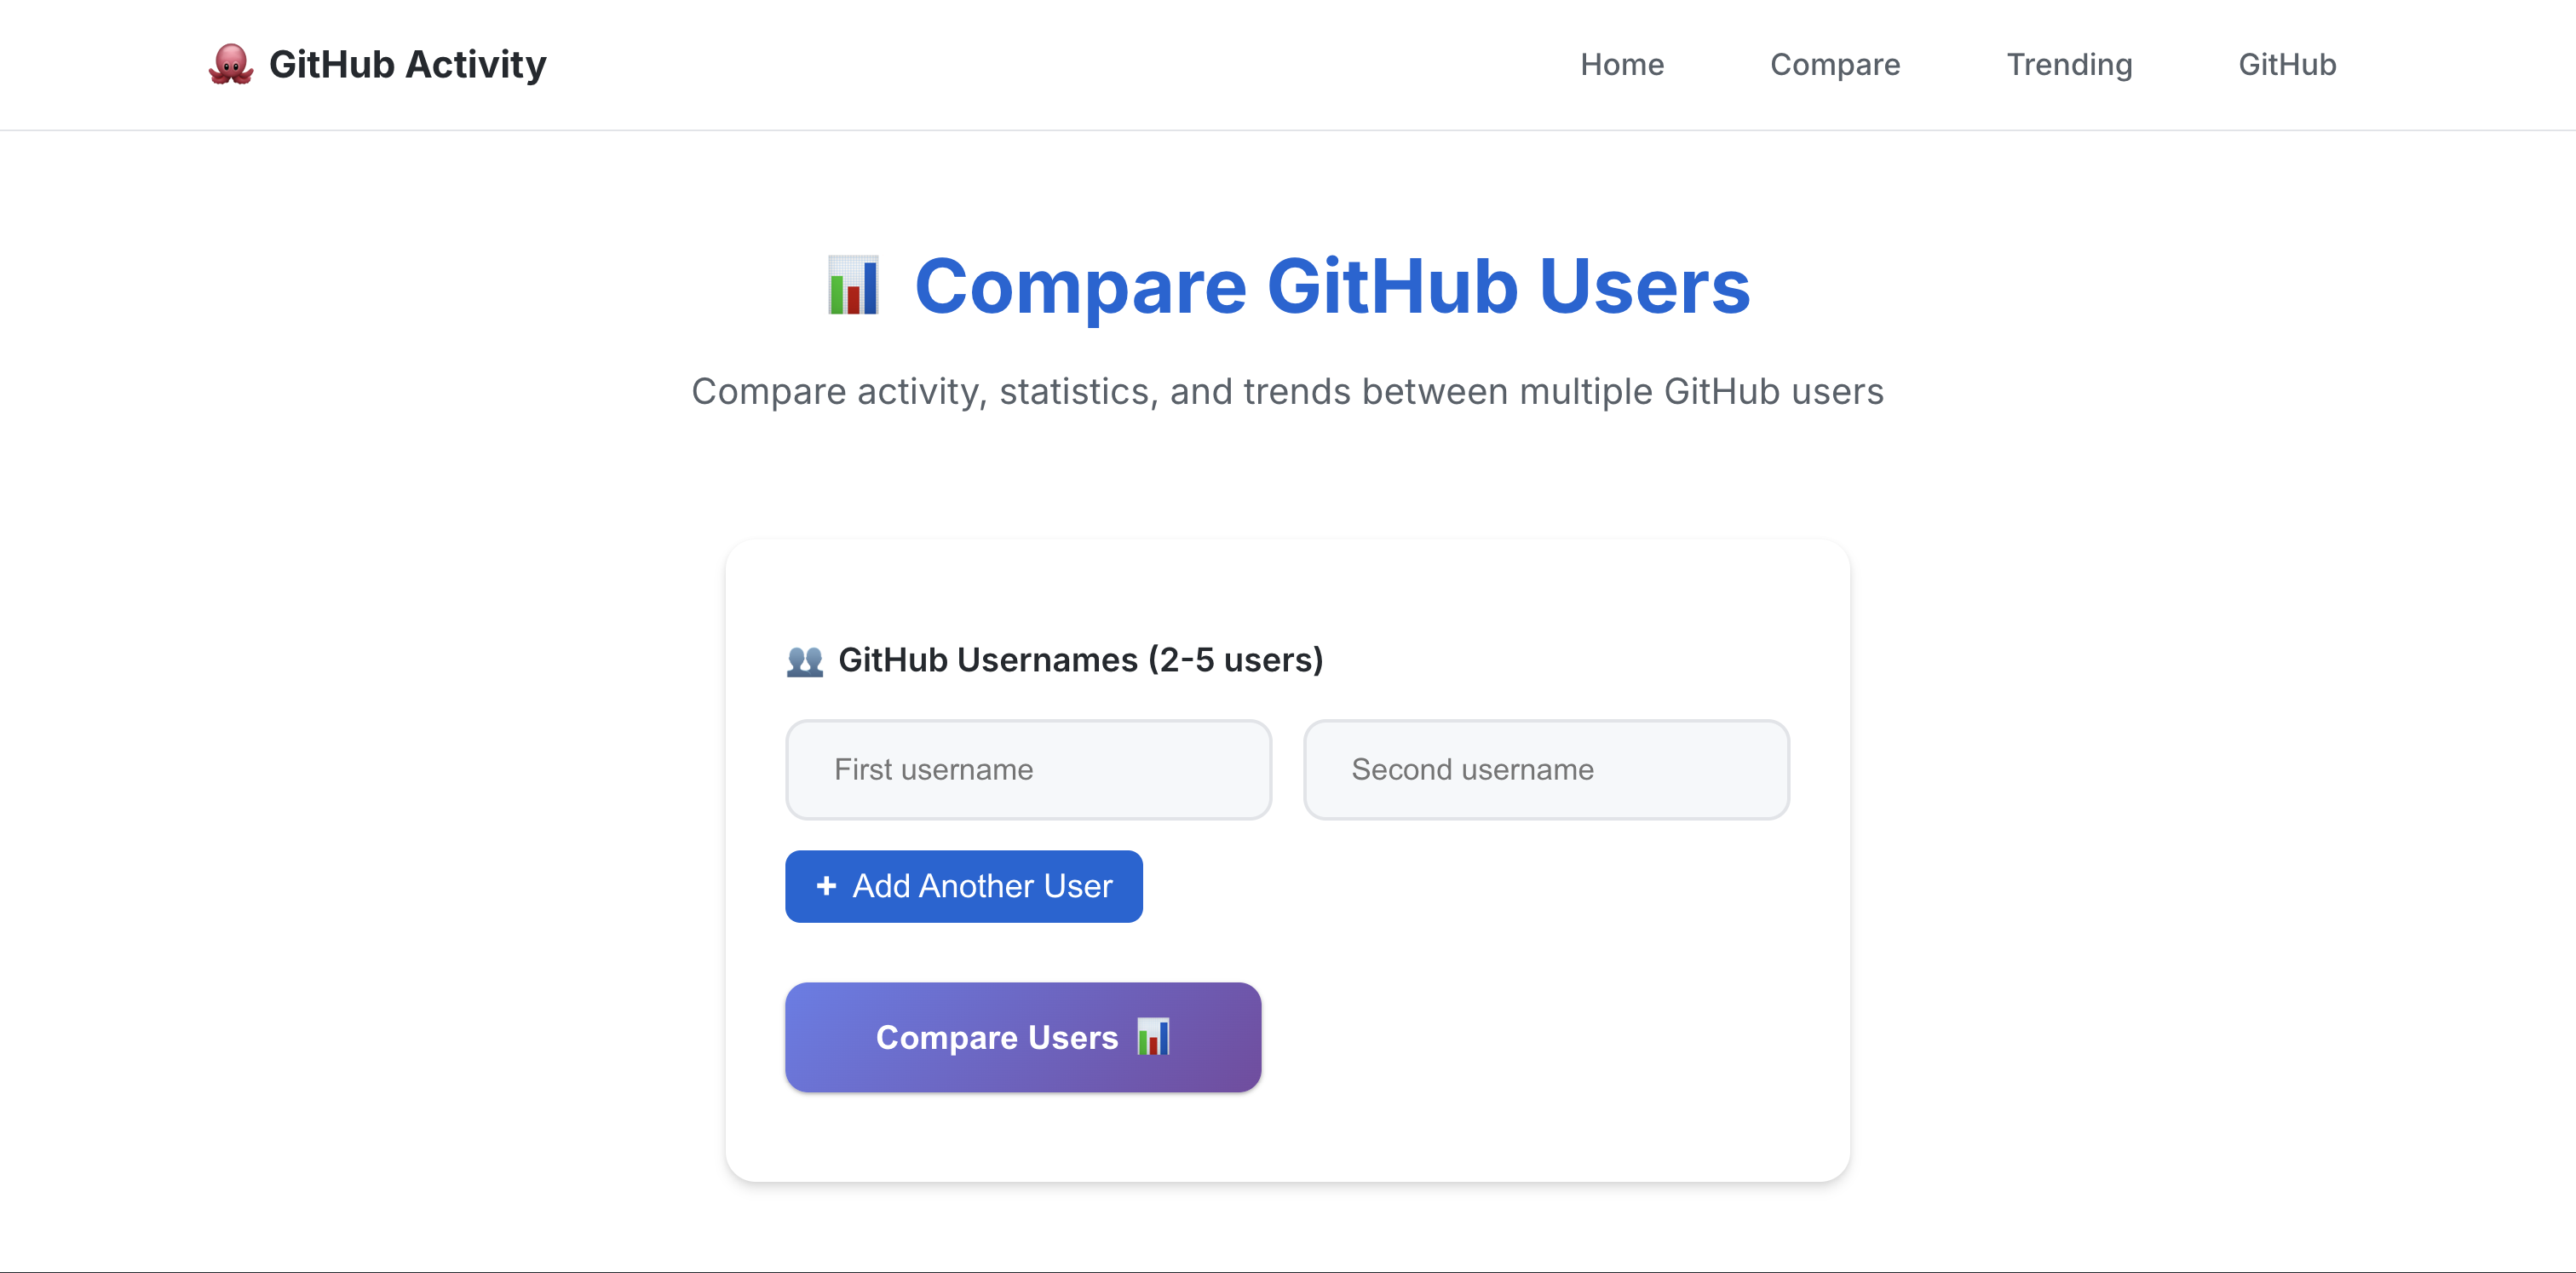 GitHub Activity
Home
Compare
Trending
GitHub
Compare GitHub Users
Compare activity, statistics, and trends between multiple GitHub users
GitHub Usernames (2-5 users)
First username
Second username
+ Add Another User
Compare Users